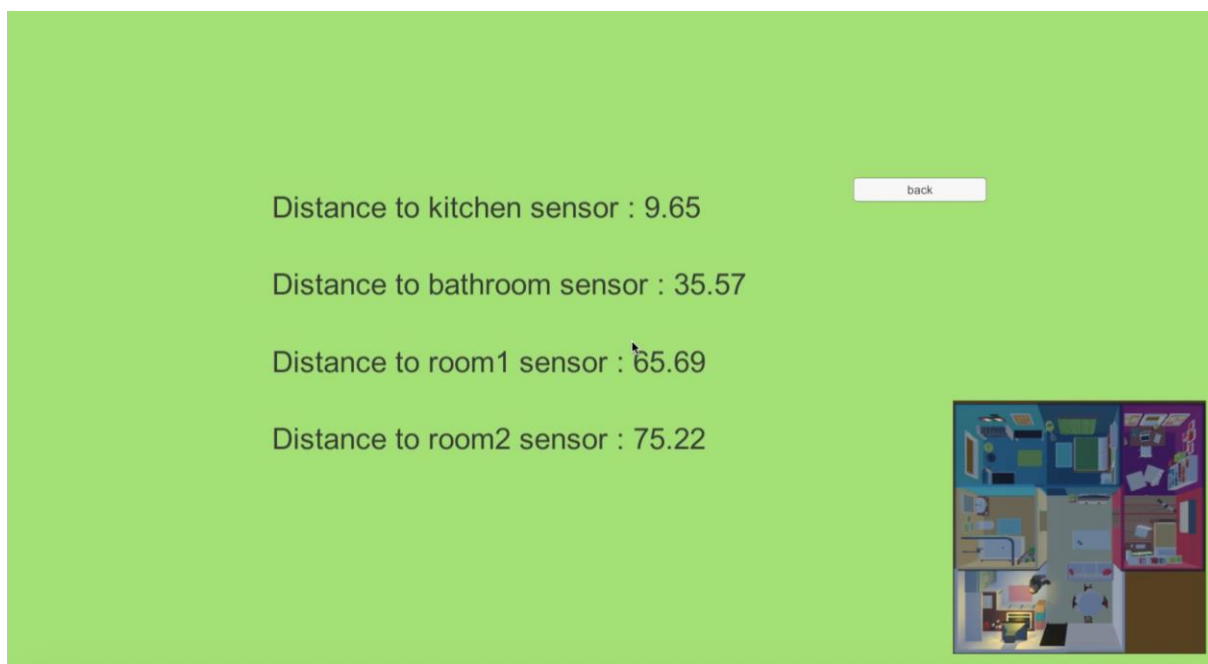 Distance to kitchen sensor : 9.65
back
Distance to bathroom sensor : 35.57
Distance to room1 sensor : 65.69
Distance to room2 sensor : 75.22